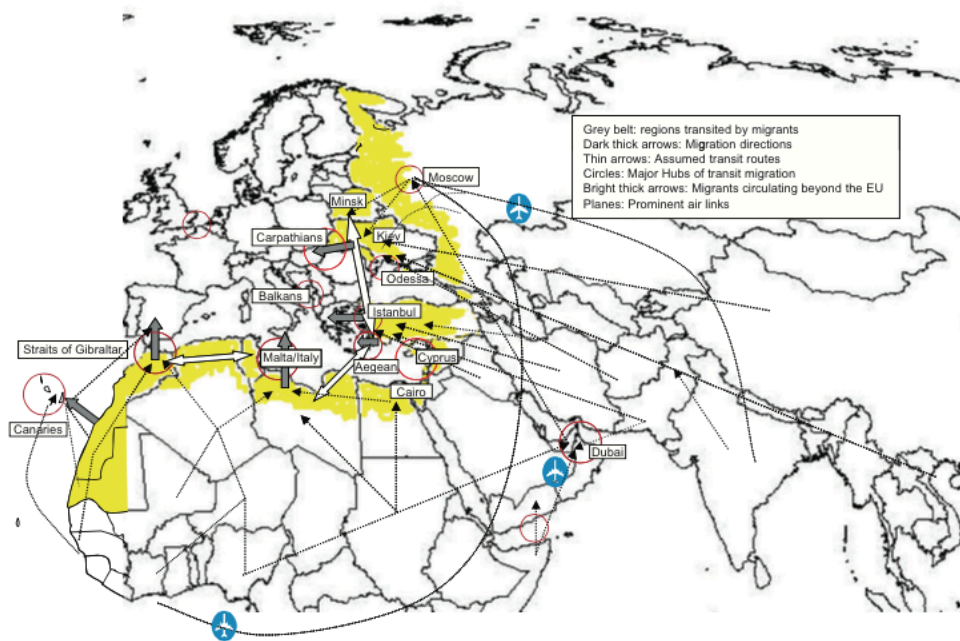 Grey belt: regions transited by migrants
Dark thick arrows: Migration directions
Thin arrows: Assumed transit routes
Circles: Major Hubs of transit migration
Bright thick arrows: Migrants circulating beyond the EU
Planes: Prominent air links
Moscow
Minsk
Carpathians
Kiev
Odessa
Balkans
Istanbul
Straits of Gibraltar
Malta/Italy
Aegean
Cyprus
Cairo
Canaries
Dubai